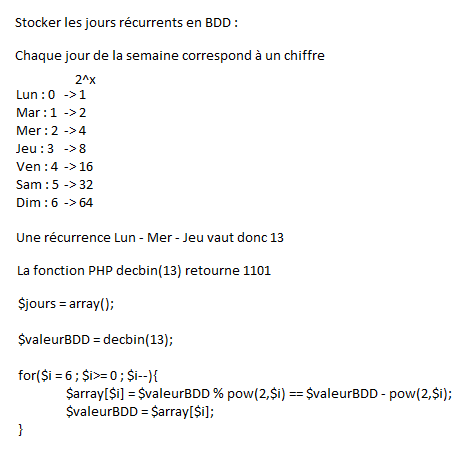 Stocker les jours récurrents en BDD :
Chaque jour de la semaine correspond à un chiffre
2^x
Lun : 0 -> 1
Mar : 1 -> 2
Mer : 2 -> 4
Jeu : 3 -> 8
Ven : 4 -> 16
Sam : 5 -> 32
Dim : 6 -> 64
Une récurrence Lun - Mer - Jeu vaut donc 13
La fonction PHP decbin(13) retourne 1101
$jours = array();
$valeurBDD = decbin(13);
for($i = 6 ; $i>= 0 ; $i--){
$array[$i] = $valeurBDD % pow(2,$i) == $valeurBDD - pow(2,$i);
$valeurBDD = $array[$i];
}